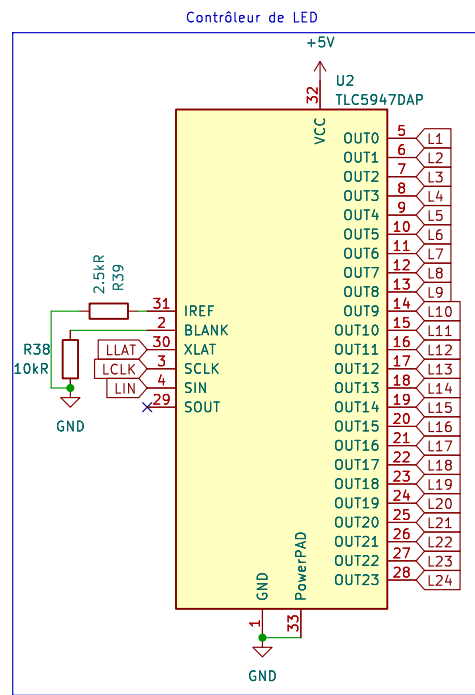 Contrôleur de LED
+5V
U2
TLC5947DAP
32
VCC
OUT0 5 L1
OUT1 6 L2
OUT2 7 L3
OUT3 8 L4
OUT4 9 L5
OUT5 10 L6
OUT6 11 L7
OUT7 12 L8
OUT8 13 L9
OUT9 14 L10
OUT10 15 L11
OUT11 16 L12
OUT12 17 L13
OUT13 18 L14
OUT14 19 L15
OUT15 20 L16
OUT16 21 L17
OUT17 22 L18
OUT18 23 L19
OUT19 24 L20
OUT20 25 L21
OUT21 26 L22
OUT22 27 L23
OUT23 28 L24
2.5kR
R39
31 IREF
2 BLANK
LLAT 30 XLAT
LCLK 3 SCLK
LIN 4 SIN
29 SOUT
R38
10kR
GND
GND
PowerPAD
1
33
GND